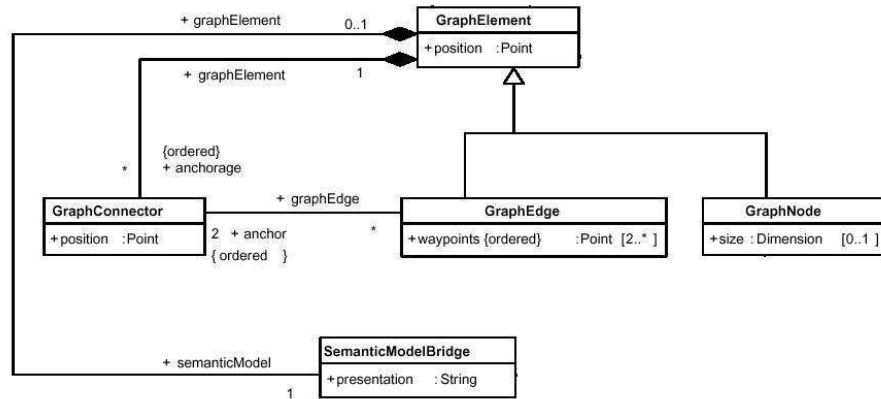 + graphElement
0..1
GraphElement
+position :Point
+ graphElement
1
{ordered}
+ anchorage
*
GraphConnector
+position :Point
+ graphEdge
*
2 + anchor
{ ordered }
GraphEdge
+waypoints {ordered} :Point [2..* ]
GraphNode
+size : Dimension [0..1 ]
+ semanticModel
1
SemanticModelBridge
+presentation :String